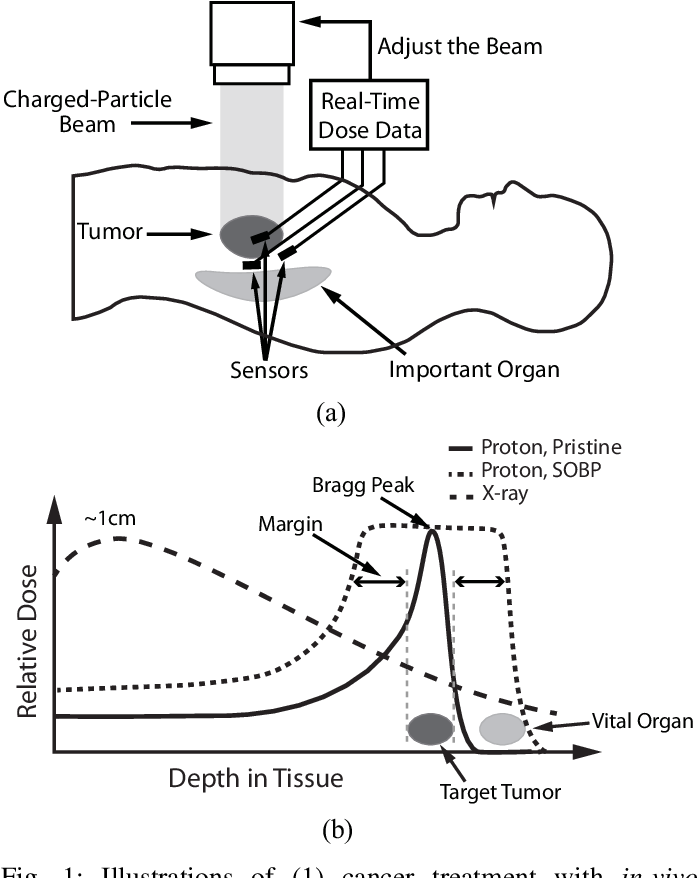 Adjust the Beam
Charged-Particle
Beam
Real-Time
Dose Data
Tumor
Sensors
Important Organ
(a)
Proton, Pristine
Proton, SOBP
X-ray
Bragg Peak
~1cm
Margin
Relative Dose
Vital Organ
Depth in Tissue
Target Tumor
(b)
Fig. 1: Illustrations of (1) cancer treatment with in-vivo